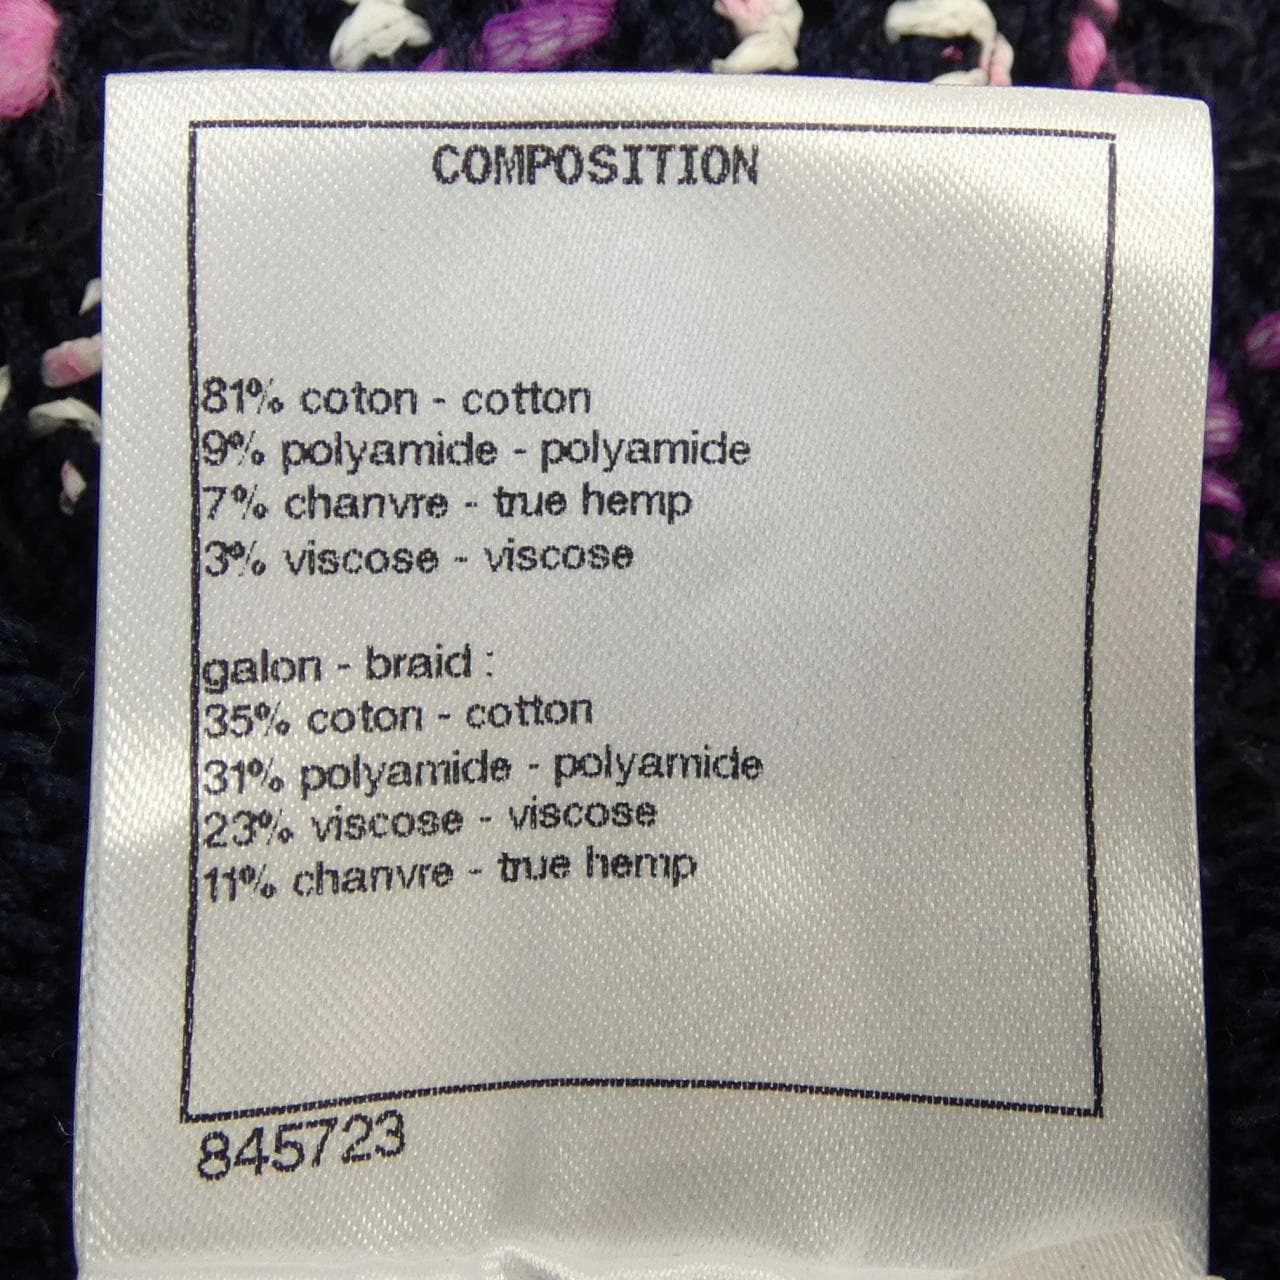 COMPOSITION
81% coton - cotton
9% polyamide - polyamide
7% chanvre - true hemp
3% viscose - viscose
galon - braid :
35% coton - cotton
31% polyamide - polyamide
23% viscose - viscose
11% chanvre - true hemp
845723